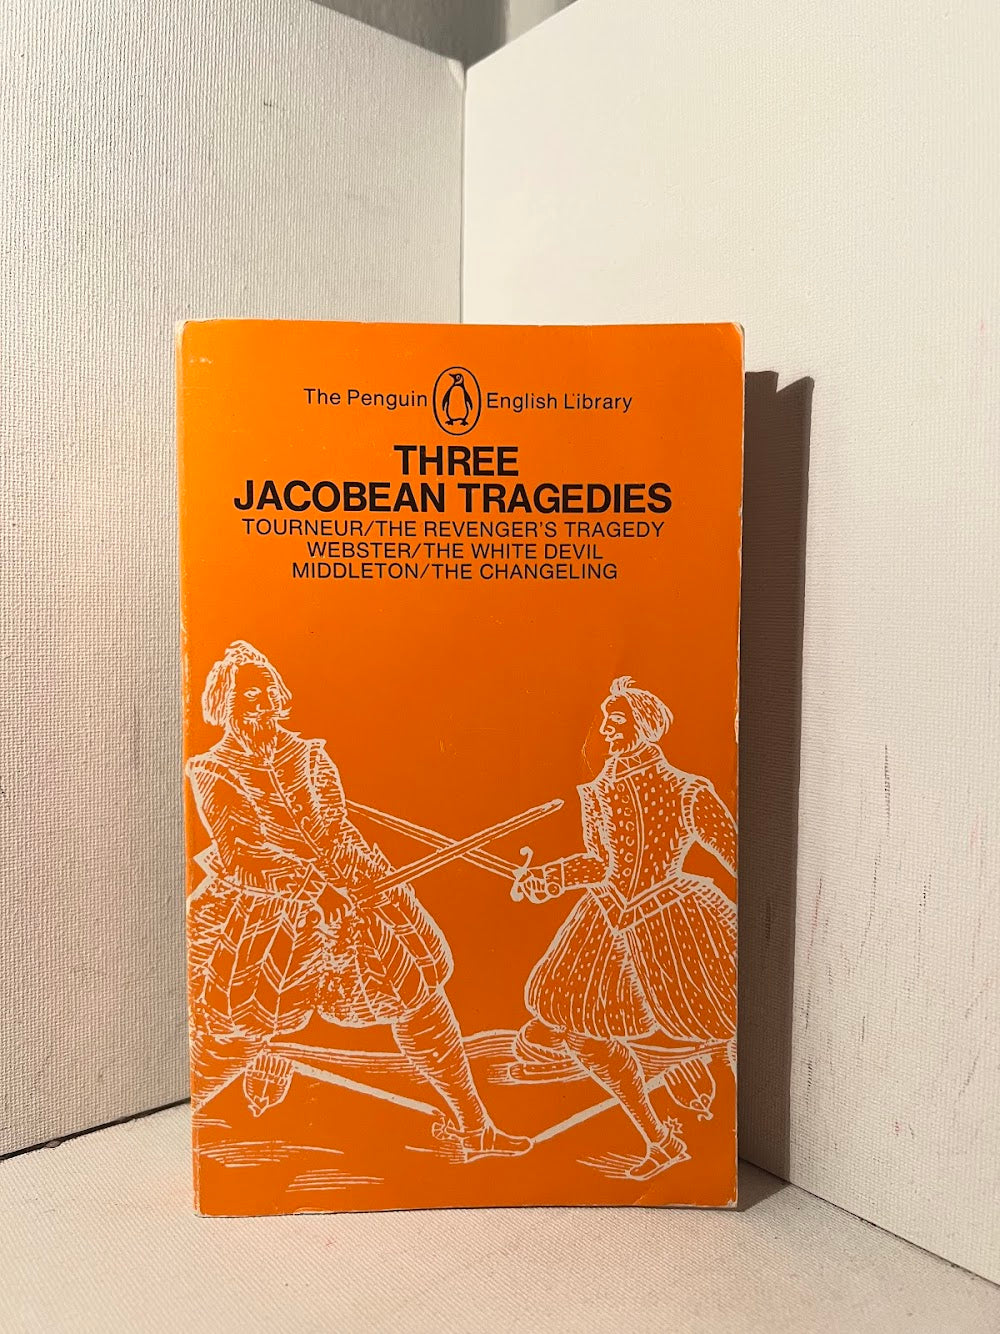 The Penguin English Library
THREE
JACOBEAN TRAGEDIES
TOURNEUR/THE REVENGER'S TRAGEDY
WEBSTER/THE WHITE DEVIL
MIDDLETON/THE CHANGELING